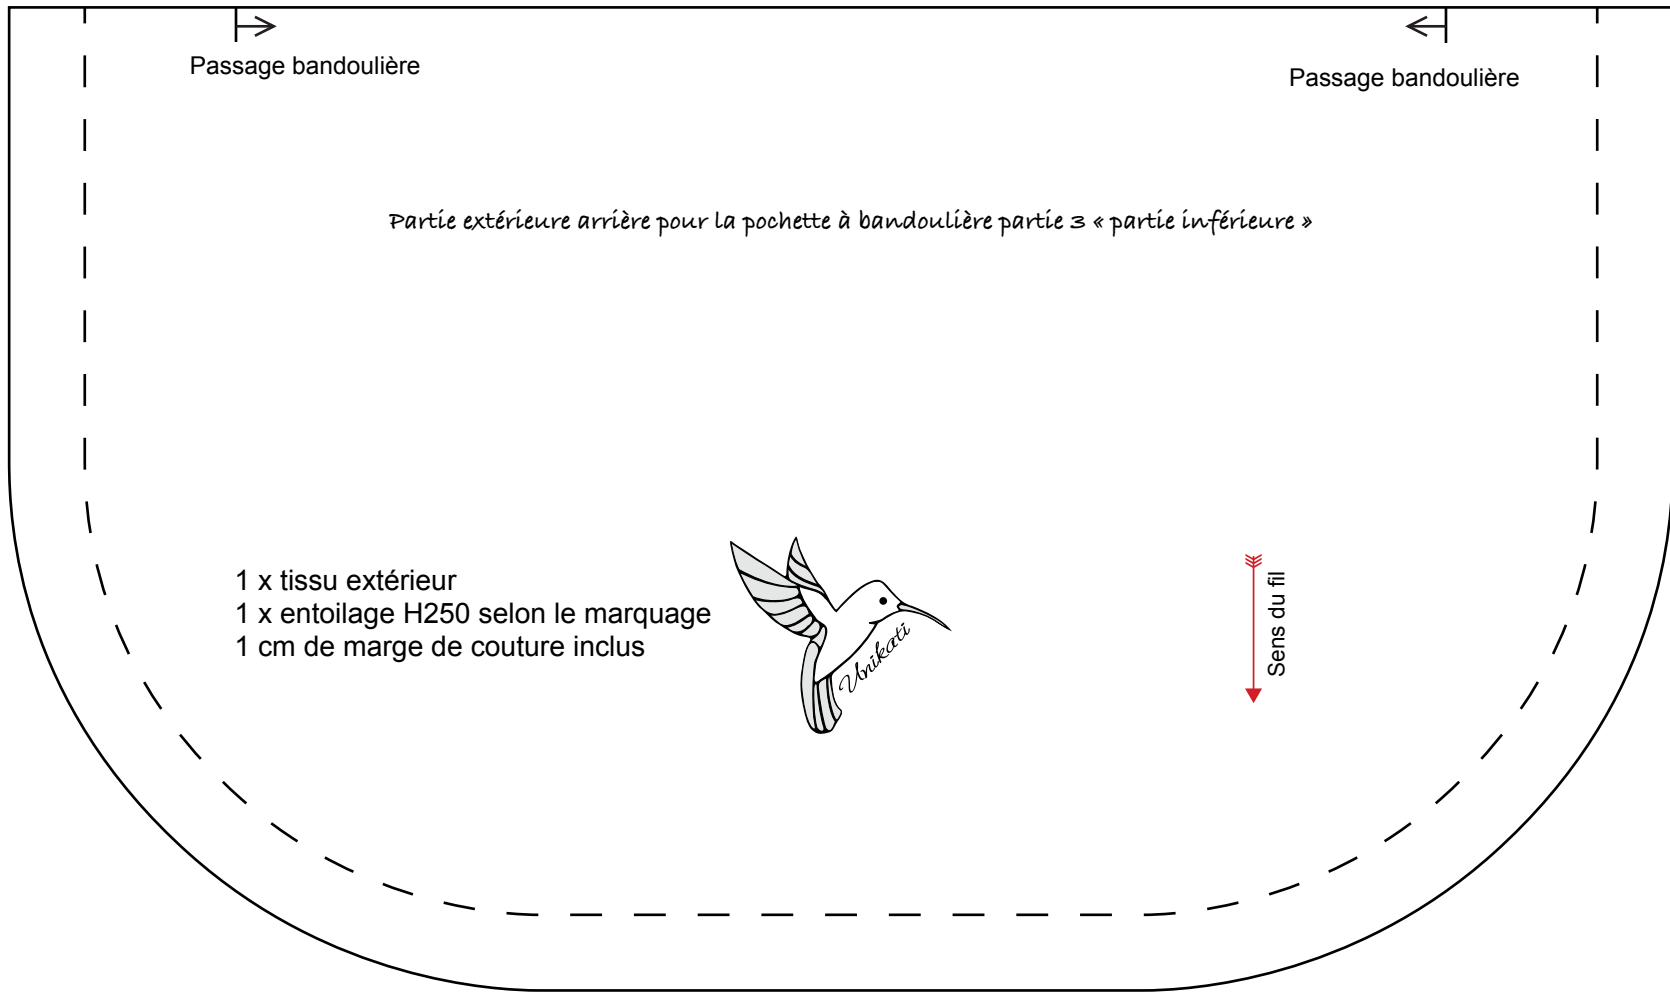 Passage bandoulière
Passage bandoulière
Partie extérieure arrière pour la pochette à bandoulière partie 3 « partie inférieure »
1 x tissu extérieur
1 x entoilage H250 selon le marquage
1 cm de marge de couture inclus
Unikati
Sens du fil